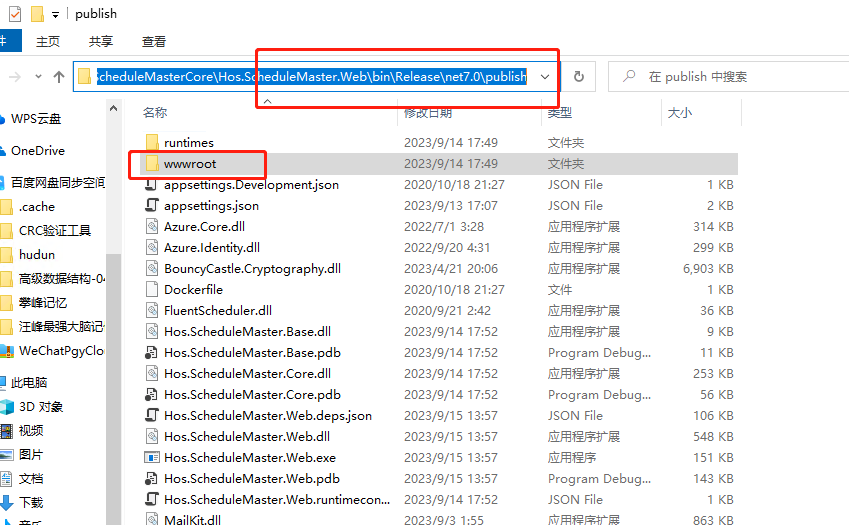 publish
件 主页 共享 查看
ScheduleMasterCore\Hos.ScheduleMaster.Web\bin\Release\net7.0\publish
在 publish 中搜索
WPS云盘
OneDrive
百度网盘同步空间
.cache
CRC验证工具
hudun
高级数据结构-04
攀峰记忆
汪峰最强大脑记忆
WeChatPgyClou
此电脑
3D 对象
视频
图片
文档
下载
音乐
名称 修改日期 类型 大小
runtimes 2023/9/14 17:49 文件夹
wwwroot 2023/9/14 17:49 文件夹
appsettings.Development.json 2020/10/18 21:27 JSON File 1 KB
appsettings.json 2023/9/13 17:07 JSON File 2 KB
Azure.Core.dll 2022/7/1 3:28 应用程序扩展 314 KB
Azure.Identity.dll 2022/9/20 4:31 应用程序扩展 299 KB
BouncyCastle.Cryptography.dll 2023/4/21 20:06 应用程序扩展 6,903 KB
Dockerfile 2020/10/18 21:27 文件 1 KB
FluentScheduler.dll 2020/9/21 2:42 应用程序扩展 36 KB
Hos.ScheduleMaster.Base.dll 2023/9/14 17:52 应用程序扩展 9 KB
Hos.ScheduleMaster.Base.pdb 2023/9/14 17:52 Program Debug... 11 KB
Hos.ScheduleMaster.Core.dll 2023/9/14 17:52 应用程序扩展 253 KB
Hos.ScheduleMaster.Core.pdb 2023/9/14 17:52 Program Debug... 56 KB
Hos.ScheduleMaster.Web.deps.json 2023/9/15 13:57 JSON File 106 KB
Hos.ScheduleMaster.Web.dll 2023/9/15 13:57 应用程序扩展 548 KB
Hos.ScheduleMaster.Web.exe 2023/9/15 13:57 应用程序 151 KB
Hos.ScheduleMaster.Web.pdb 2023/9/15 13:57 Program Debug... 143 KB
Hos.ScheduleMaster.Web.runtimecon... 2023/9/14 17:52 JSON File 1 KB
MailKit.dll 2023/9/3 1:55 应用程序扩展 863 KB